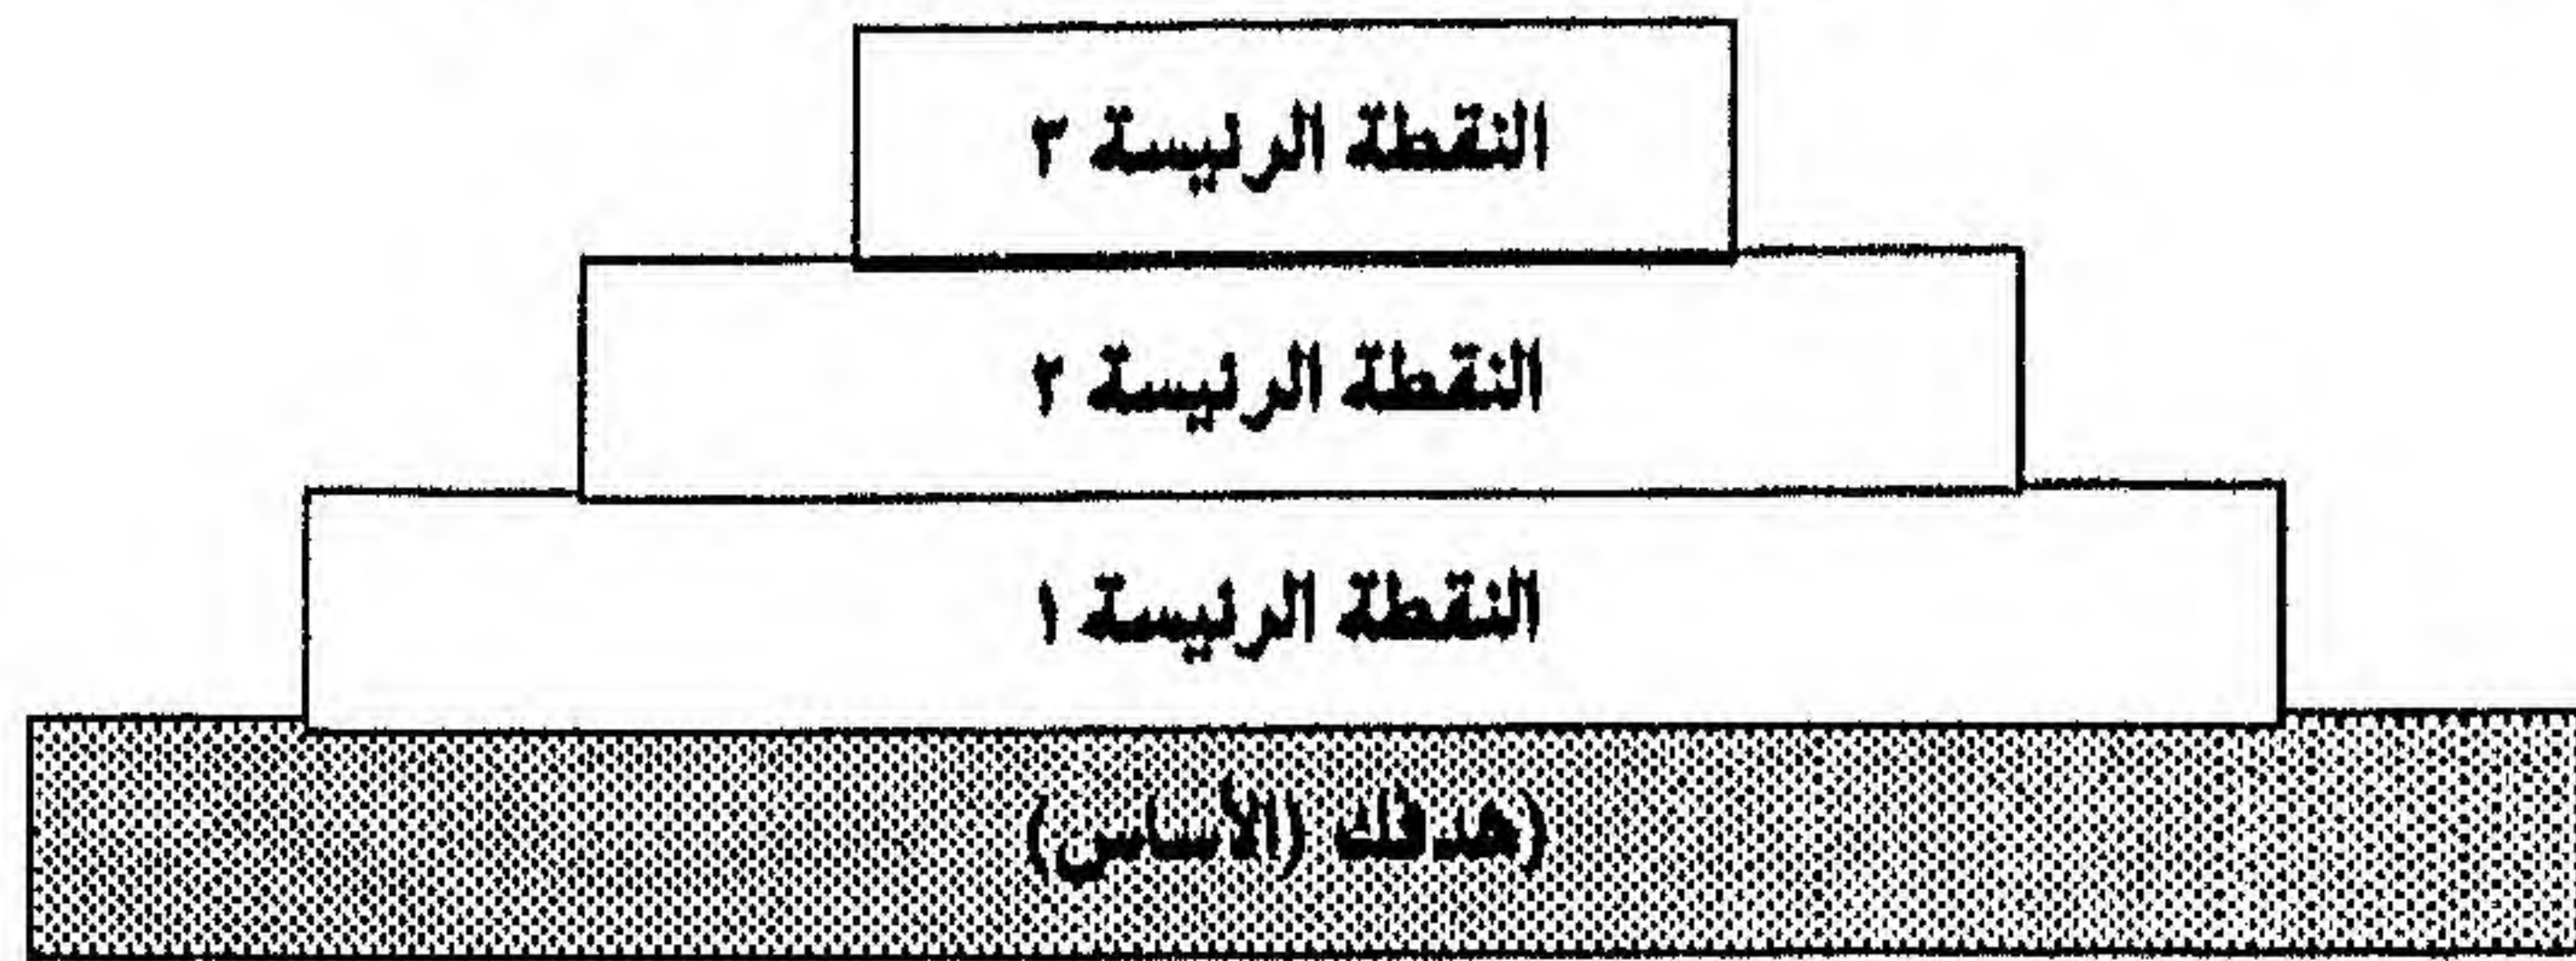 النقطة الرئيسة ٣
النقطة الرئيسة ٢
النقطة الرئيسة ١
(هدفك (الأساس)